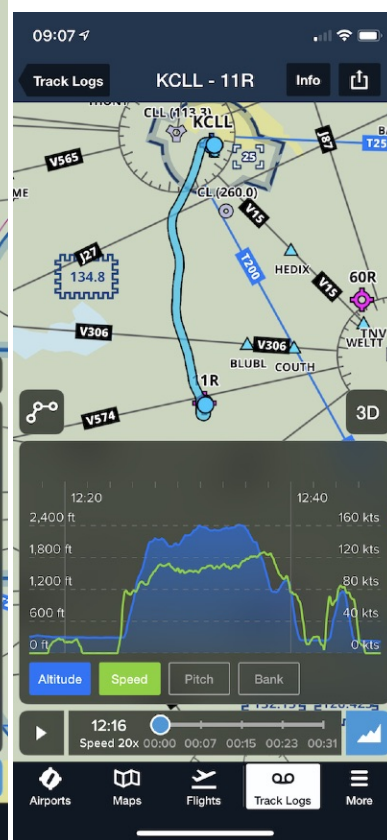 09:07
Track Logs
KCLL - 11R
Info
CLL (113.3)
KCLL
J87
T25
25
V565
ME
CL (260.0)
V15
J27
134.8
T200
HEDIX
V15
60R
TNV
WELTT
V306
V306
BLUBL
COUTH
1R
V574
3D
12:20
12:40
2,400 ft
160 kts
1,800 ft
120 kts
1,200 ft
80 kts
600 ft
40 kts
0 ft
0 kts
Altitude
Speed
Pitch
Bank
12:16
Speed 20x
00:00
00:07
00:15
00:23
00:31
Airports
Maps
Flights
Track Logs
More